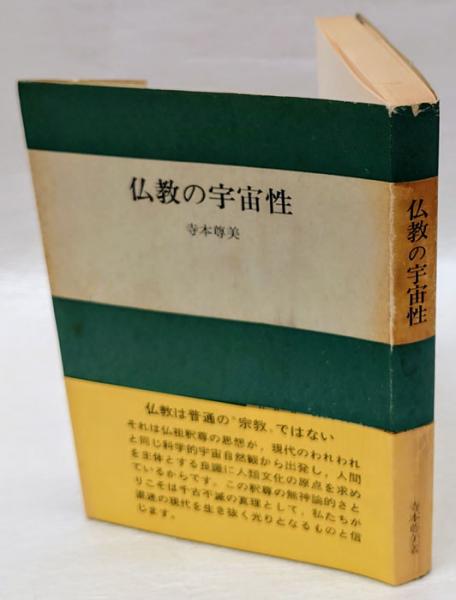 仏教の宇宙性
寺本尊美
仏教は普通の“宗教”ではない
それは仏祖釈尊の思想が，現代のわれわれ
と同じ科学的宇宙自然観から出発し，人間
を主体とする良識に人類文化の原点を求め
ているからです。この釈尊の無神論的さと
りこそは千古不滅の真理として，私たちが
混迷の現代を生き抜く光りとなるものと信
じます。
仏教の宇宙性
寺本尊美